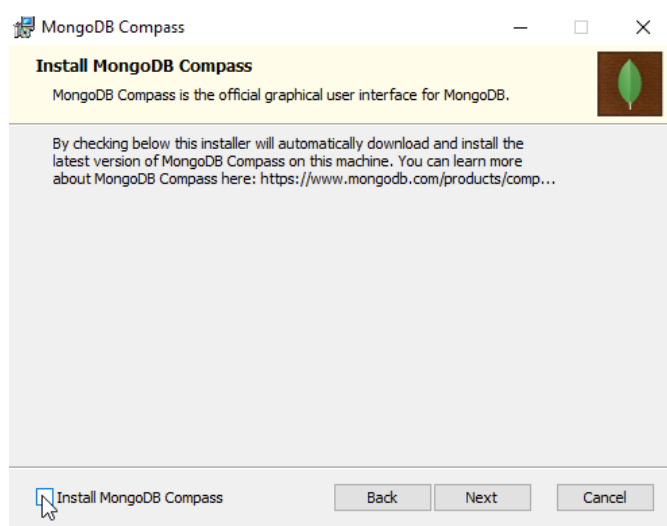 MongoDB Compass
Install MongoDB Compass
MongoDB Compass is the official graphical user interface for MongoDB.
By checking below this installer will automatically download and install the
latest version of MongoDB Compass on this machine. You can learn more
about MongoDB Compass here: https://www.mongodb.com/products/comp...
Install MongoDB Compass
Back
Next
Cancel